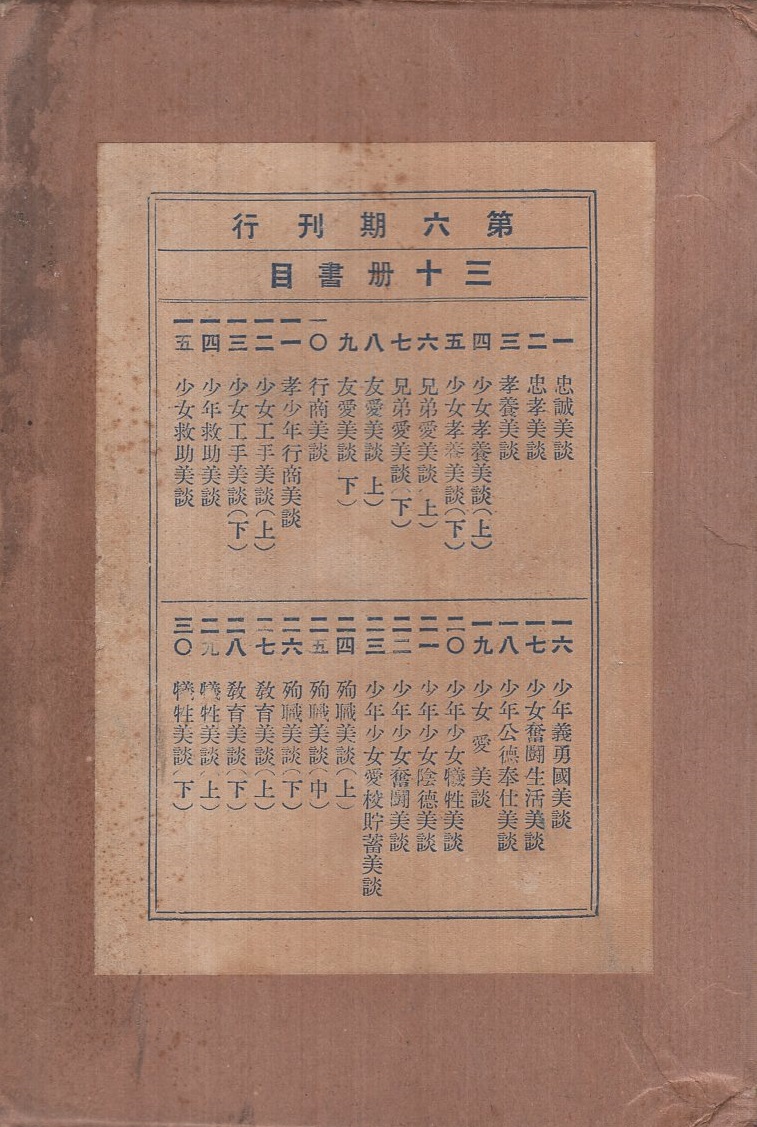 第六期刊行
三十册書目
一 忠誠美談
二 忠孝美談
三 孝養美談
四 少女孝養美談(上)
五 少女孝養美談(下)
六 兄弟愛美談(上)
七 兄弟愛美談(下)
八 友愛美談(上)
九 友愛美談(下)
一〇 行商美談
一一 孝少年行商美談
一二 少女工手美談(上)
一三 少女工手美談(下)
一四 少年救助美談
一五 少女救助美談
一六 少年義勇國美談
一七 少女奮鬪生活美談
一八 少年公德奉仕美談
一九 少女愛美談
二〇 少年少女犧牲美談
二一 少年少女陰德美談
二二 少年少女奮鬪美談
二三 少年少女愛校貯蓄美談
二四 殉職美談(上)
二五 殉職美談(中)
二六 殉職美談(下)
二七 敎育美談(上)
二八 敎育美談(下)
二九 犧牲美談(上)
三〇 犧牲美談(下)